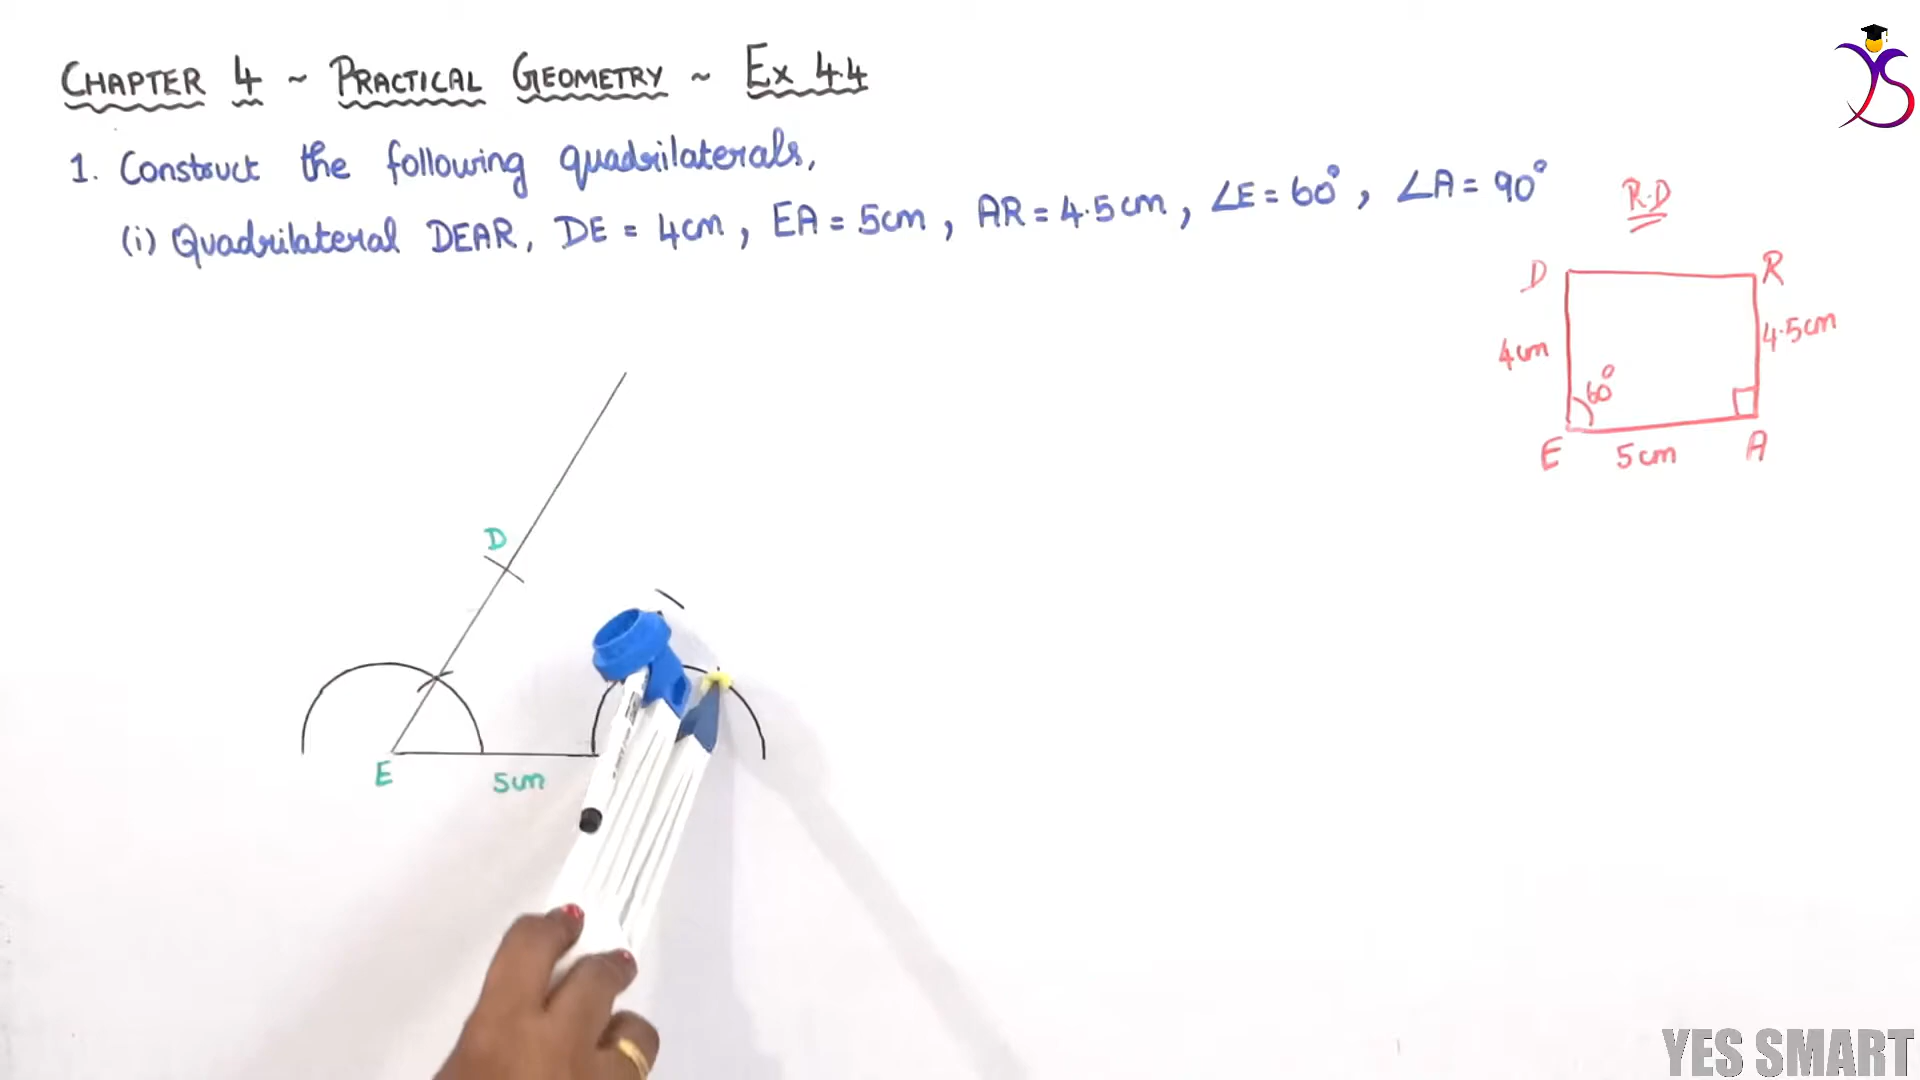 CHAPTER 4 ~ PRACTICAL GEOMETRY ~ Ex 4.4
1. Construct the following quadrilaterals,
(i) Quadrilateral DEAR, DE = 4cm, EA = 5cm, AR = 4.5cm, ∠E = 60°, ∠A = 90°
R.D
D R
4cm 4.5cm
60°
E 5cm A
D
E 5cm
YS
YES SMART